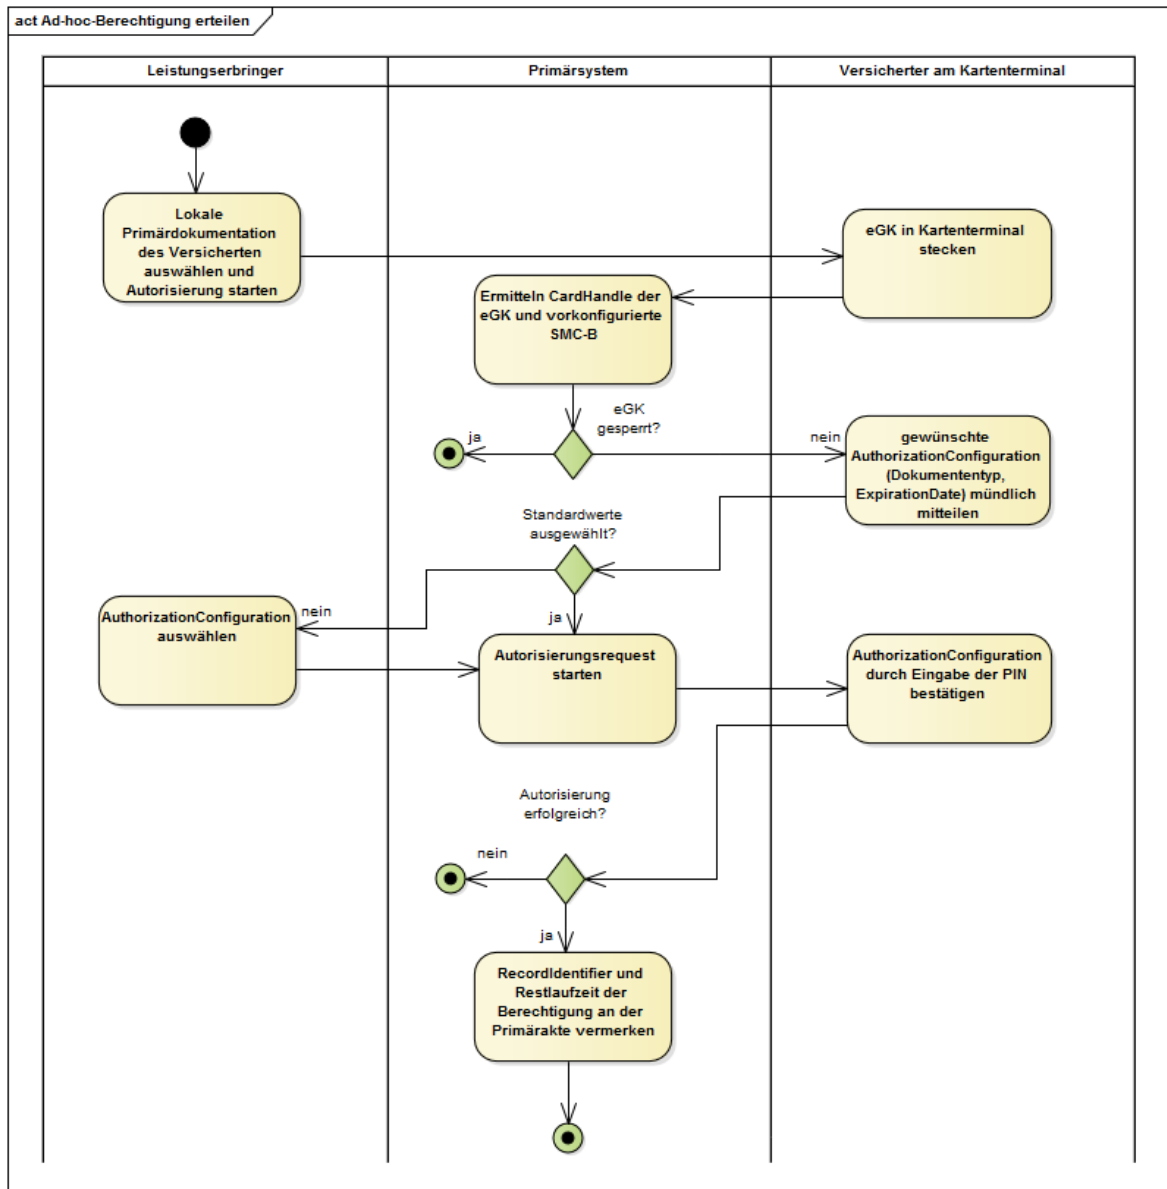 act Ad-hoc-Berechtigung erteilen
Leistungserbringer
Primärsystem
Versicherter am Kartenterminal
Lokale
Primärdokumentation
des Versicherten
auswählen und
Autorisierung starten
eGK in Kartenterminal
stecken
Ermitteln CardHandle der
eGK und vorkonfigurierte
SMC-B
eGK
gesperrt?
ja
nein
gewünschte
AuthorizationConfiguration
(Dokumententyp,
ExpirationDate) mündlich
mitteilen
Standardwerte
ausgewählt?
nein
ja
AuthorizationConfiguration
auswählen
Autorisierungsrequest
starten
AuthorizationConfiguration
durch Eingabe der PIN
bestätigen
Autorisierung
erfolgreich?
nein
ja
RecordIdentifier und
Restlaufzeit der
Berechtigung an der
Primärakte vermerken